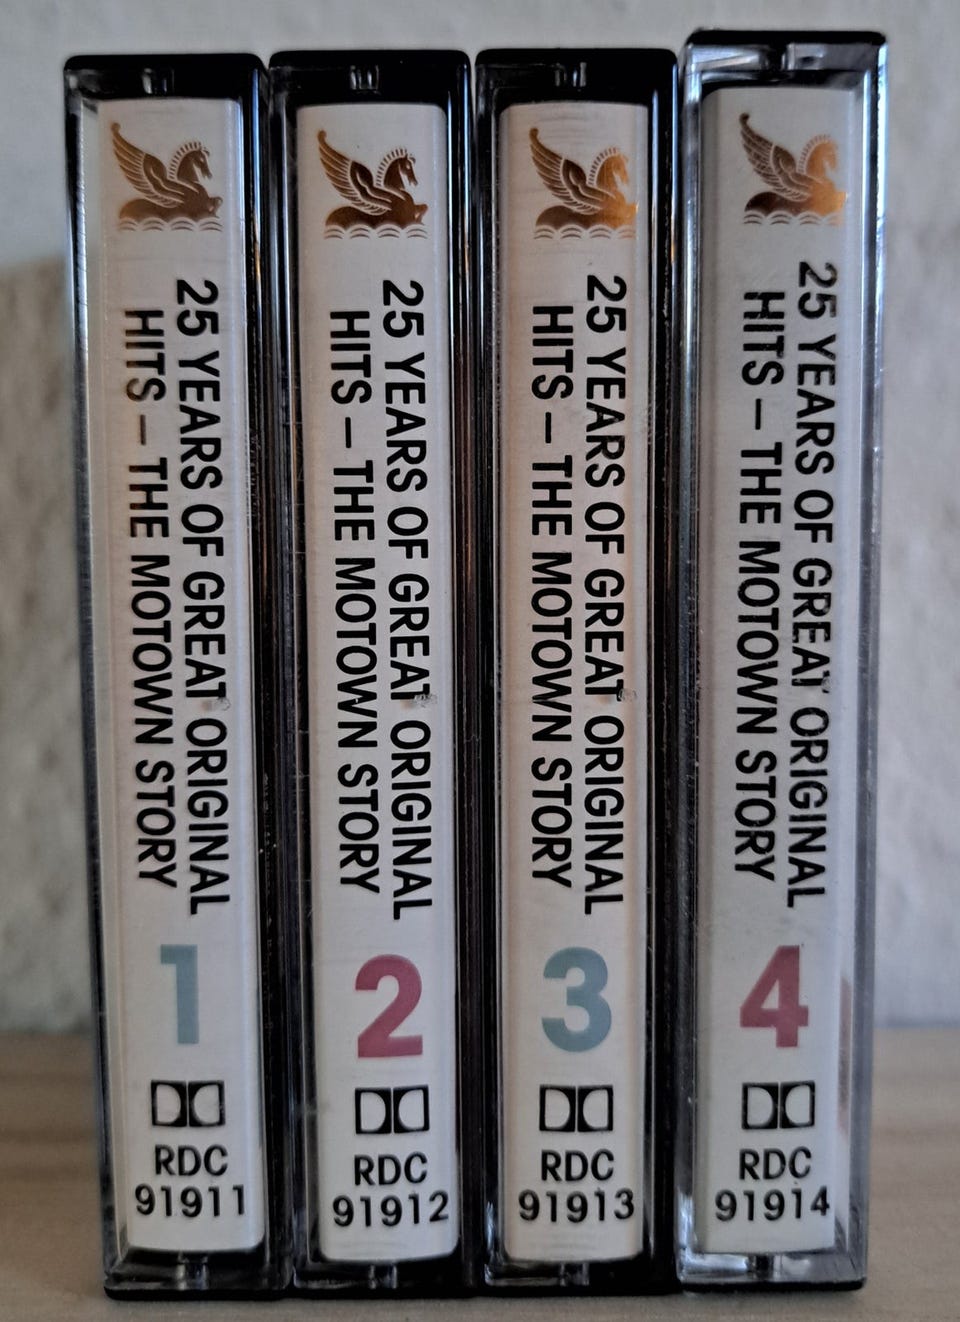 25 YEARS OF GREAT ORIGINAL
HITS – THE MOTOWN STORY
1
RDC
91911
25 YEARS OF GREAT ORIGINAL
HITS – THE MOTOWN STORY
2
RDC
91912
25 YEARS OF GREAT ORIGINAL
HITS – THE MOTOWN STORY
3
RDC
91913
25 YEARS OF GREAT ORIGINAL
HITS – THE MOTOWN STORY
4
RDC
91914